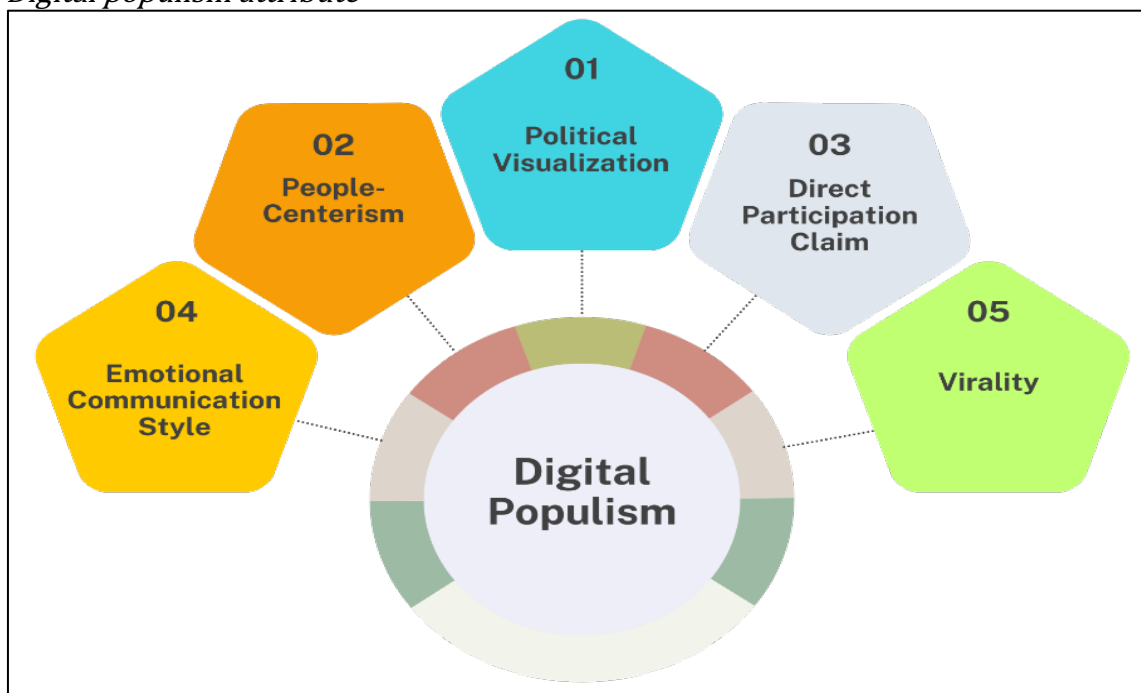 Digital populism attribute
01
Political
Visualization
02
People-
Centerism
03
Direct
Participation
Claim
04
Emotional
Communication
Style
05
Virality
Digital
Populism